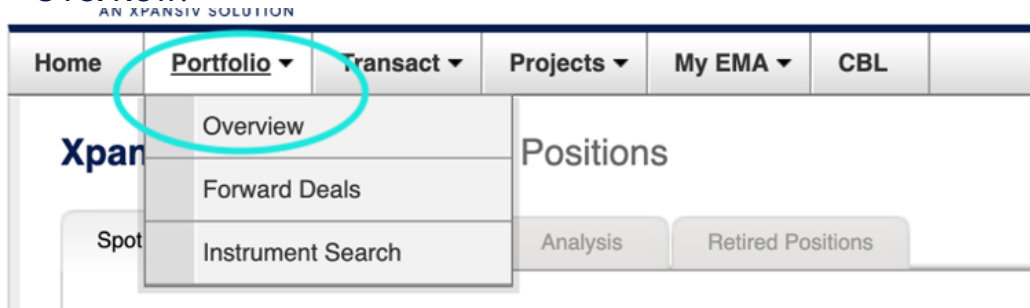 AN XPANSIV SOLUTION
Home Portfolio Transact Projects My EMA CBL
Overview
Xpan Positions
Forward Deals
Spot Analysis Retired Positions
Instrument Search